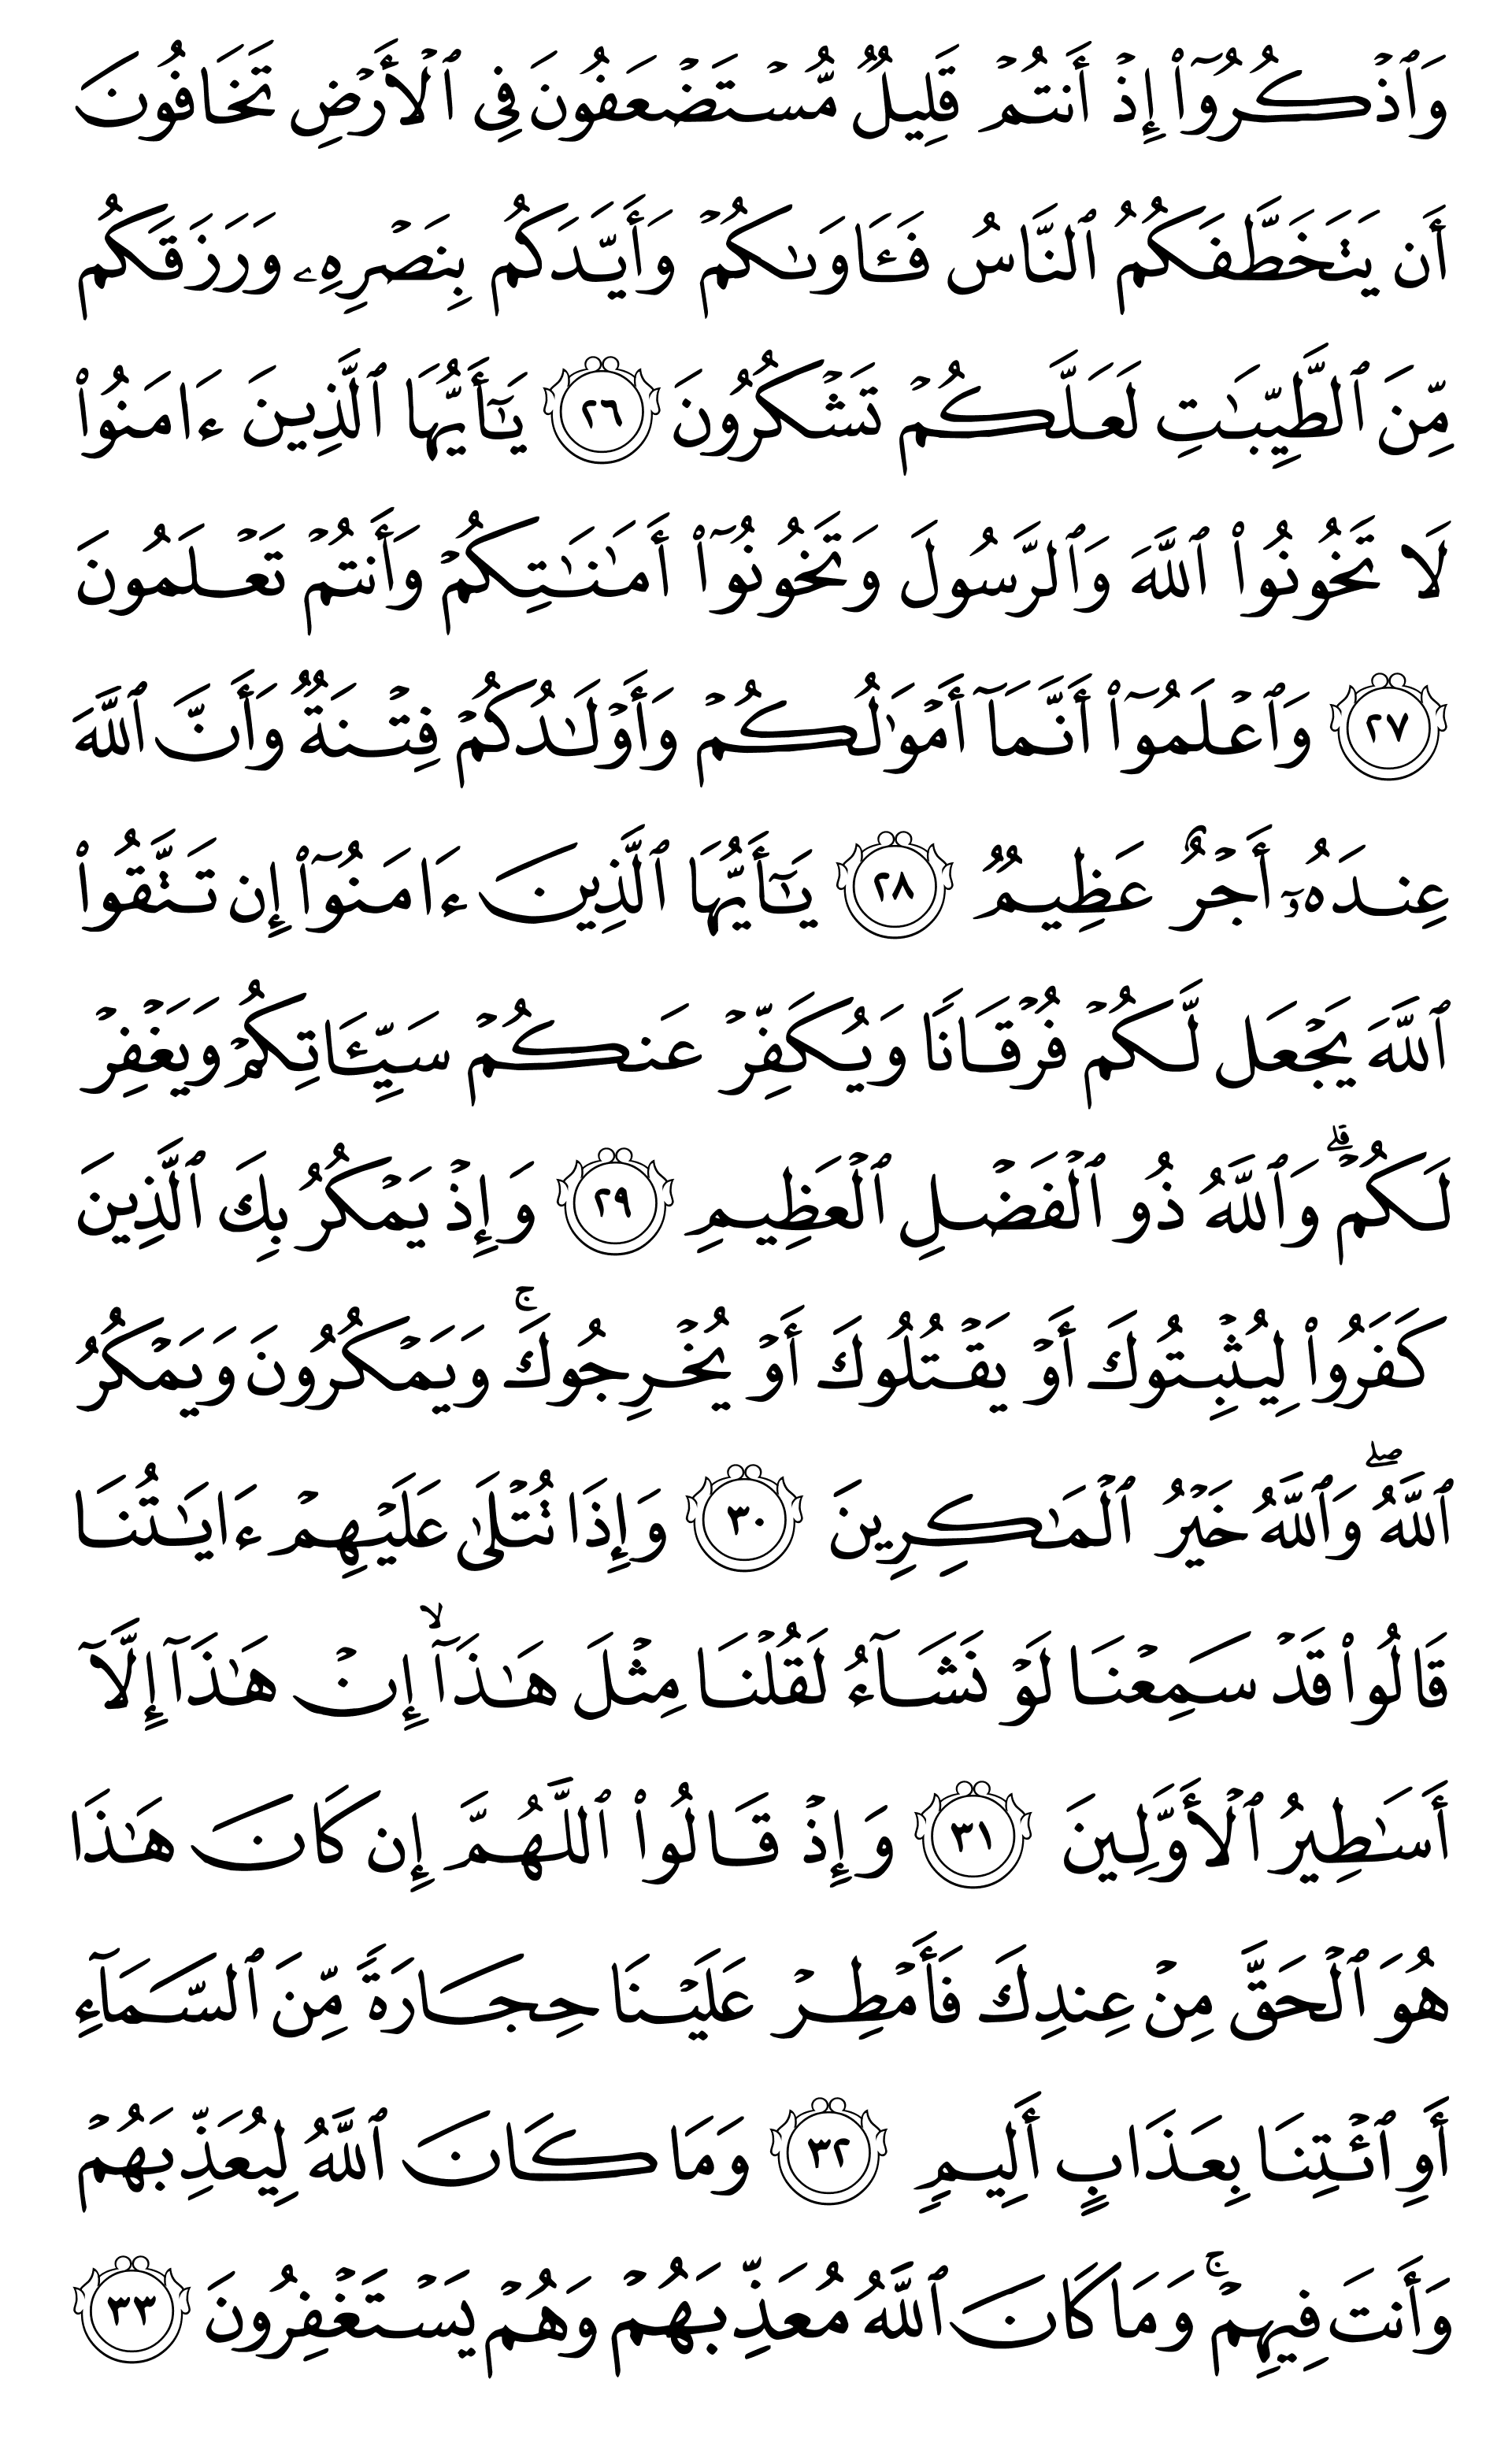 وَٱذۡكُرُوٓاْ إِذۡ أَنتُمۡ قَلِيلٞ مُّسۡتَضۡعَفُونَ فِي ٱلۡأَرۡضِ تَخَافُونَ
أَن يَتَخَطَّفَكُمُ ٱلنَّاسُ فَـَٔاوَىٰكُمۡ وَأَيَّدَكُم بِنَصۡرِهِۦ وَرَزَقَكُم
مِّنَ ٱلطَّيِّبَٰتِ لَعَلَّكُمۡ تَشۡكُرُونَ ٢٦ يَٰٓأَيُّهَا ٱلَّذِينَ ءَامَنُواْ
لَا تَخُونُواْ ٱللَّهَ وَٱلرَّسُولَ وَتَخُونُوٓاْ أَمَٰنَٰتِكُمۡ وَأَنتُمۡ تَعۡلَمُونَ
٢٧ وَٱعۡلَمُوٓاْ أَنَّمَآ أَمۡوَٰلُكُمۡ وَأَوۡلَٰدُكُمۡ فِتۡنَةٞ وَأَنَّ ٱللَّهَ
عِندَهُۥٓ أَجۡرٌ عَظِيمٞ ٢٨ يَٰٓأَيُّهَا ٱلَّذِينَ ءَامَنُوٓاْ إِن تَتَّقُواْ
ٱللَّهَ يَجۡعَل لَّكُمۡ فُرۡقَانٗا وَيُكَفِّرۡ عَنكُمۡ سَيِّـَٔاتِكُمۡ وَيَغۡفِرۡ
لَكُمۡۗ وَٱللَّهُ ذُو ٱلۡفَضۡلِ ٱلۡعَظِيمِ ٢٩ وَإِذۡ يَمۡكُرُ بِكَ ٱلَّذِينَ
كَفَرُواْ لِيُثۡبِتُوكَ أَوۡ يَقۡتُلُوكَ أَوۡ يُخۡرِجُوكَۚ وَيَمۡكُرُونَ وَيَمۡكُرُ
ٱللَّهُۖ وَٱللَّهُ خَيۡرُ ٱلۡمَٰكِرِينَ ٣٠ وَإِذَا تُتۡلَىٰ عَلَيۡهِمۡ ءَايَٰتُنَا
قَالُواْ قَدۡ سَمِعۡنَا لَوۡ نَشَآءُ لَقُلۡنَا مِثۡلَ هَٰذَآۙ إِنۡ هَٰذَآ إِلَّآ
أَسَٰطِيرُ ٱلۡأَوَّلِينَ ٣١ وَإِذۡ قَالُواْ ٱللَّهُمَّ إِن كَانَ هَٰذَا
هُوَ ٱلۡحَقَّ مِنۡ عِندِكَ فَأَمۡطِرۡ عَلَيۡنَا حِجَارَةٗ مِّنَ ٱلسَّمَآءِ
أَوِ ٱئۡتِنَا بِعَذَابٍ أَلِيمٖ ٣٢ وَمَا كَانَ ٱللَّهُ لِيُعَذِّبَهُمۡ
وَأَنتَ فِيهِمۡۚ وَمَا كَانَ ٱللَّهُ مُعَذِّبَهُمۡ وَهُمۡ يَسۡتَغۡفِرُونَ ٣٣